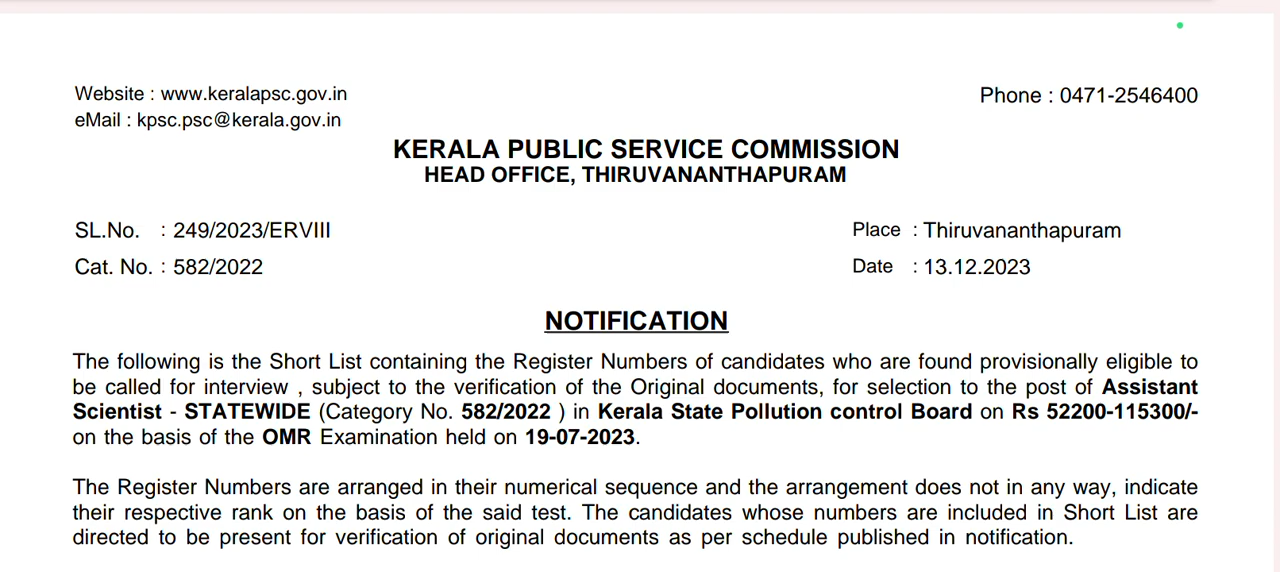 Website : www.keralapsc.gov.in
Phone : 0471-2546400
eMail : kpsc.psc@kerala.gov.in
KERALA PUBLIC SERVICE COMMISSION
HEAD OFFICE, THIRUVANANTHAPURAM
SL.No. : 249/2023/ERVIII
Place : Thiruvananthapuram
Cat. No. : 582/2022
Date : 13.12.2023
NOTIFICATION
The following is the Short List containing the Register Numbers of candidates who are found provisionally eligible to
be called for interview , subject to the verification of the Original documents, for selection to the post of Assistant
Scientist - STATEWIDE (Category No. 582/2022 ) in Kerala State Pollution control Board on Rs 52200-115300/-
on the basis of the OMR Examination held on 19-07-2023.
The Register Numbers are arranged in their numerical sequence and the arrangement does not in any way, indicate
their respective rank on the basis of the said test. The candidates whose numbers are included in Short List are
directed to be present for verification of original documents as per schedule published in notification.